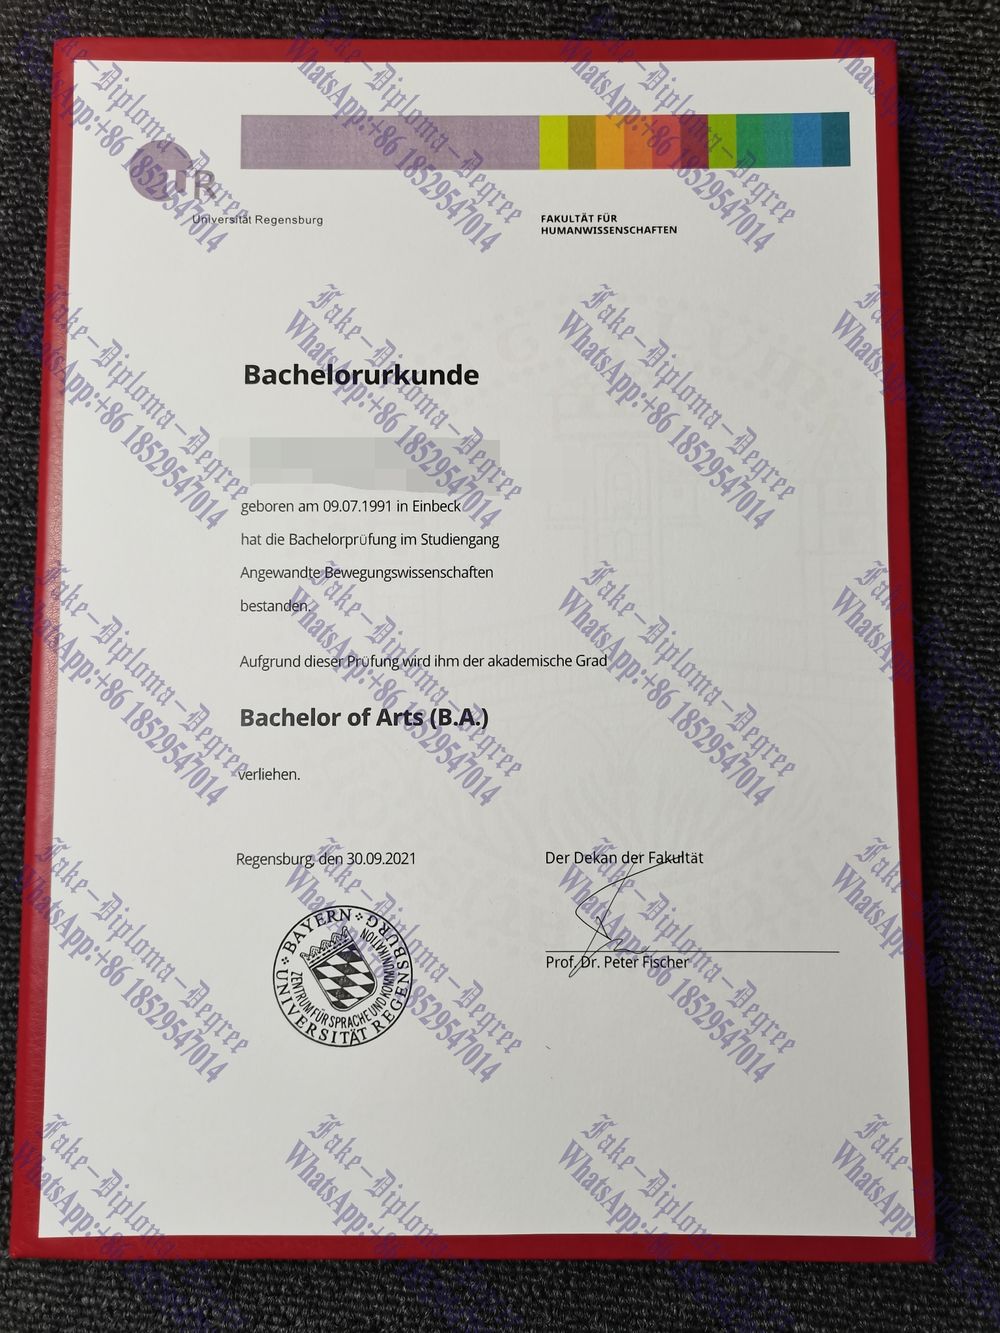 Fake-Diploma-Degree
WhatsApp:+86 18529547014
UR
Universität Regensburg
FAKULTÄT FÜR
HUMANWISSENSCHAFTEN
Bachelorurkunde
geboren am 09.07.1991 in Einbeck
hat die Bachelorprüfung im Studiengang
Angewandte Bewegungswissenschaften
bestanden.
Aufgrund dieser Prüfung wird ihm der akademische Grad
Bachelor of Arts (B.A.)
verliehen.
Regensburg, den 30.09.2021
Der Dekan der Fakultät
Prof. Dr. Peter Fischer
BAYERN
UNIVERSITÄT REGENSBURG
ZENTRUM FÜR SPRACHE UND KOMMUNIKATION